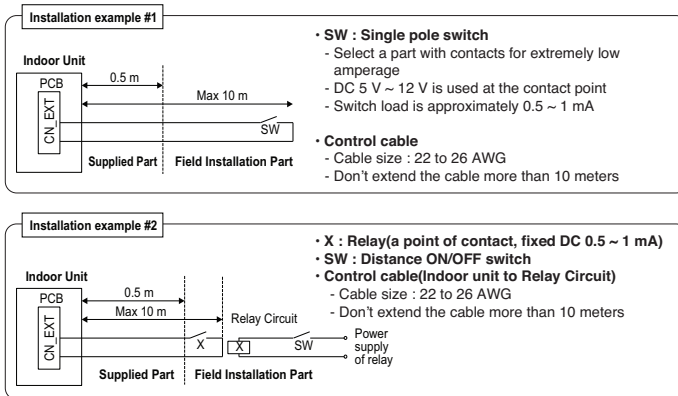 Installation example #1
Indoor Unit
PCB
CN_EXT
0.5 m
Max 10 m
SW
Supplied Part
Field Installation Part
• SW : Single pole switch
- Select a part with contacts for extremely low
amperage
- DC 5 V ~ 12 V is used at the contact point
- Switch load is approximately 0.5 ~ 1 mA
• Control cable
- Cable size : 22 to 26 AWG
- Don't extend the cable more than 10 meters
Installation example #2
Indoor Unit
PCB
CN_EXT
0.5 m
Max 10 m
Relay Circuit
X
X
SW
Power
supply
of relay
Supplied Part
Field Installation Part
• X : Relay(a point of contact, fixed DC 0.5 ~ 1 mA)
• SW : Distance ON/OFF switch
• Control cable(Indoor unit to Relay Circuit)
- Cable size : 22 to 26 AWG
- Don't extend the cable more than 10 meters